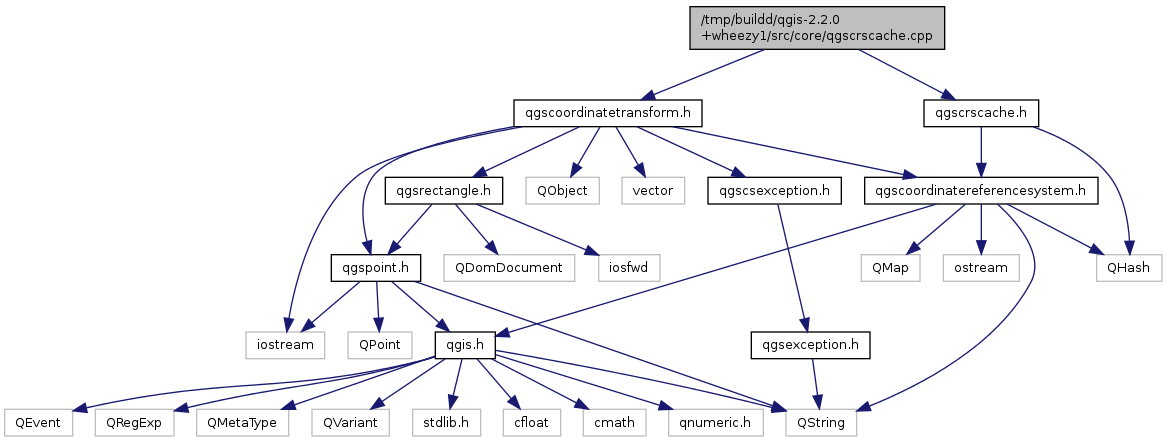 /tmp/buildd/qgis-2.2.0
+wheezy1/src/core/qgscrscache.cpp
qgscoordinatetransform.h
qgscrscache.h
qgsrectangle.h
QObject
vector
qgscsexception.h
qgscoordinatereferencesystem.h
qgspoint.h
QDomDocument
iosfwd
QMap
ostream
QHash
iostream
QPoint
qgis.h
qgsexception.h
QEvent
QRegExp
QMetaType
QVariant
stdlib.h
cfloat
cmath
qnumeric.h
QString